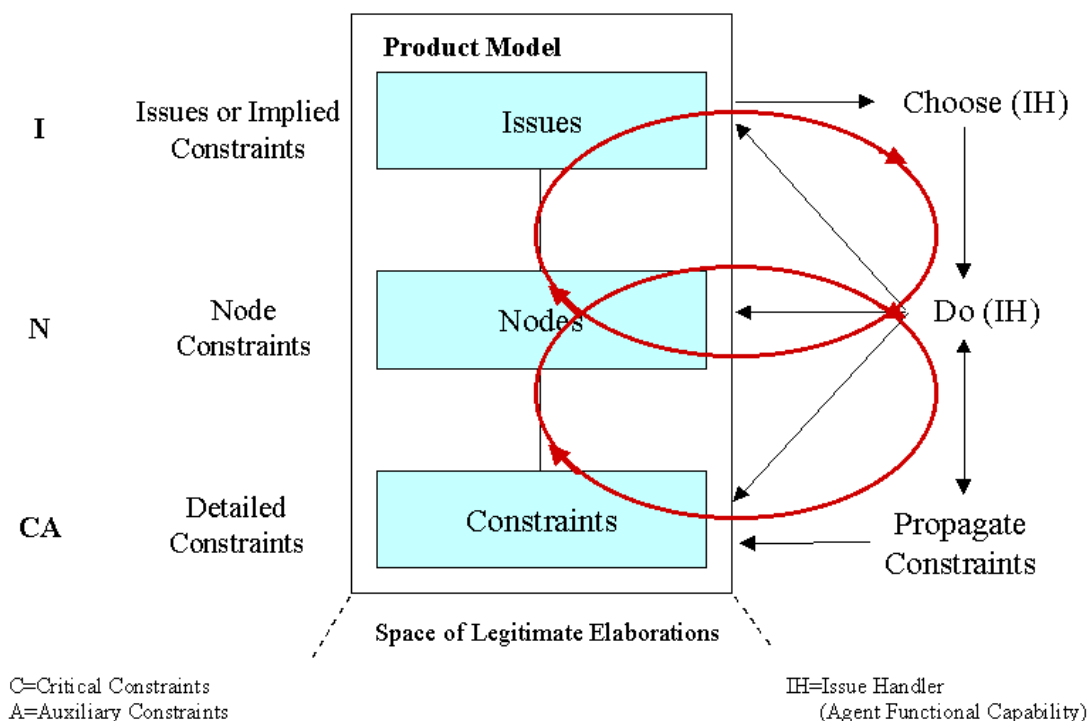 Product Model
I
Issues or Implied
Constraints
Issues
Choose (IH)
N
Node
Constraints
Nodes
Do (IH)
CA
Detailed
Constraints
Constraints
Propagate
Constraints
Space of Legitimate Elaborations
C=Critical Constraints
A=Auxiliary Constraints
IH=Issue Handler
(Agent Functional Capability)